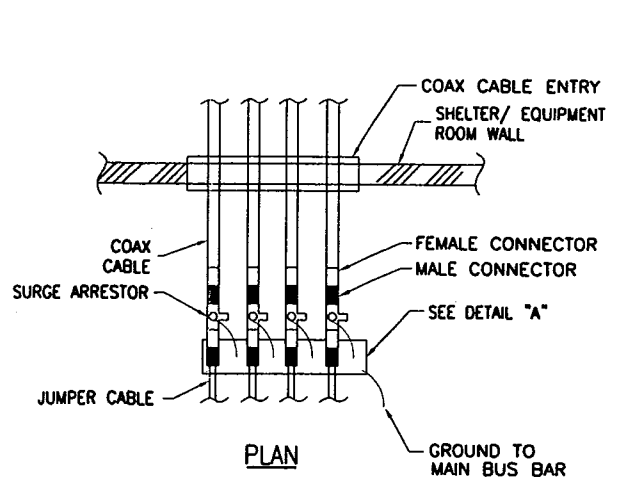 COAX CABLE ENTRY
SHELTER/ EQUIPMENT
ROOM WALL
COAX
CABLE
FEMALE CONNECTOR
MALE CONNECTOR
SURGE ARRESTOR
SEE DETAIL "A"
JUMPER CABLE
PLAN
GROUND TO
MAIN BUS BAR